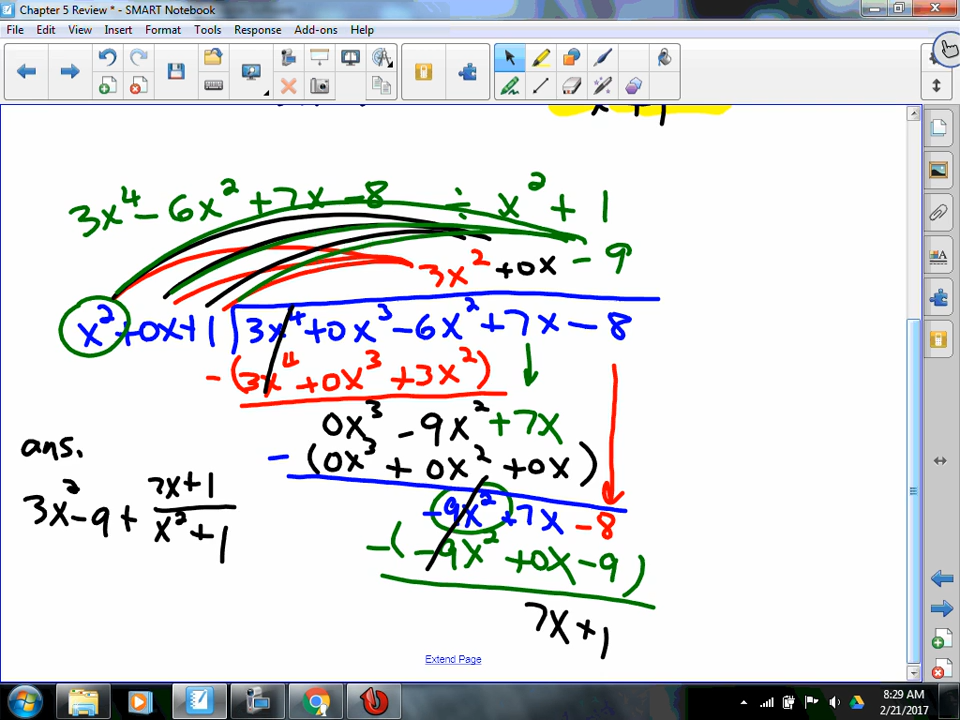 Chapter 5 Review * - SMART Notebook
File Edit View Insert Format Tools Response Add-ons Help
x + 1
3x⁴ - 6x² + 7x - 8 ÷ x² + 1
3x² + 0x - 9
x² + 0x + 1 3x⁴ + 0x³ - 6x² + 7x - 8
- (3x⁴ + 0x³ + 3x²)
0x³ - 9x² + 7x
- (0x³ + 0x² + 0x)
-9x² + 7x - 8
- (-9x² + 0x - 9)
7x + 1
ans.
3x² - 9 + 7x + 1
x² + 1
Extend Page
8:29 AM
2/21/2017